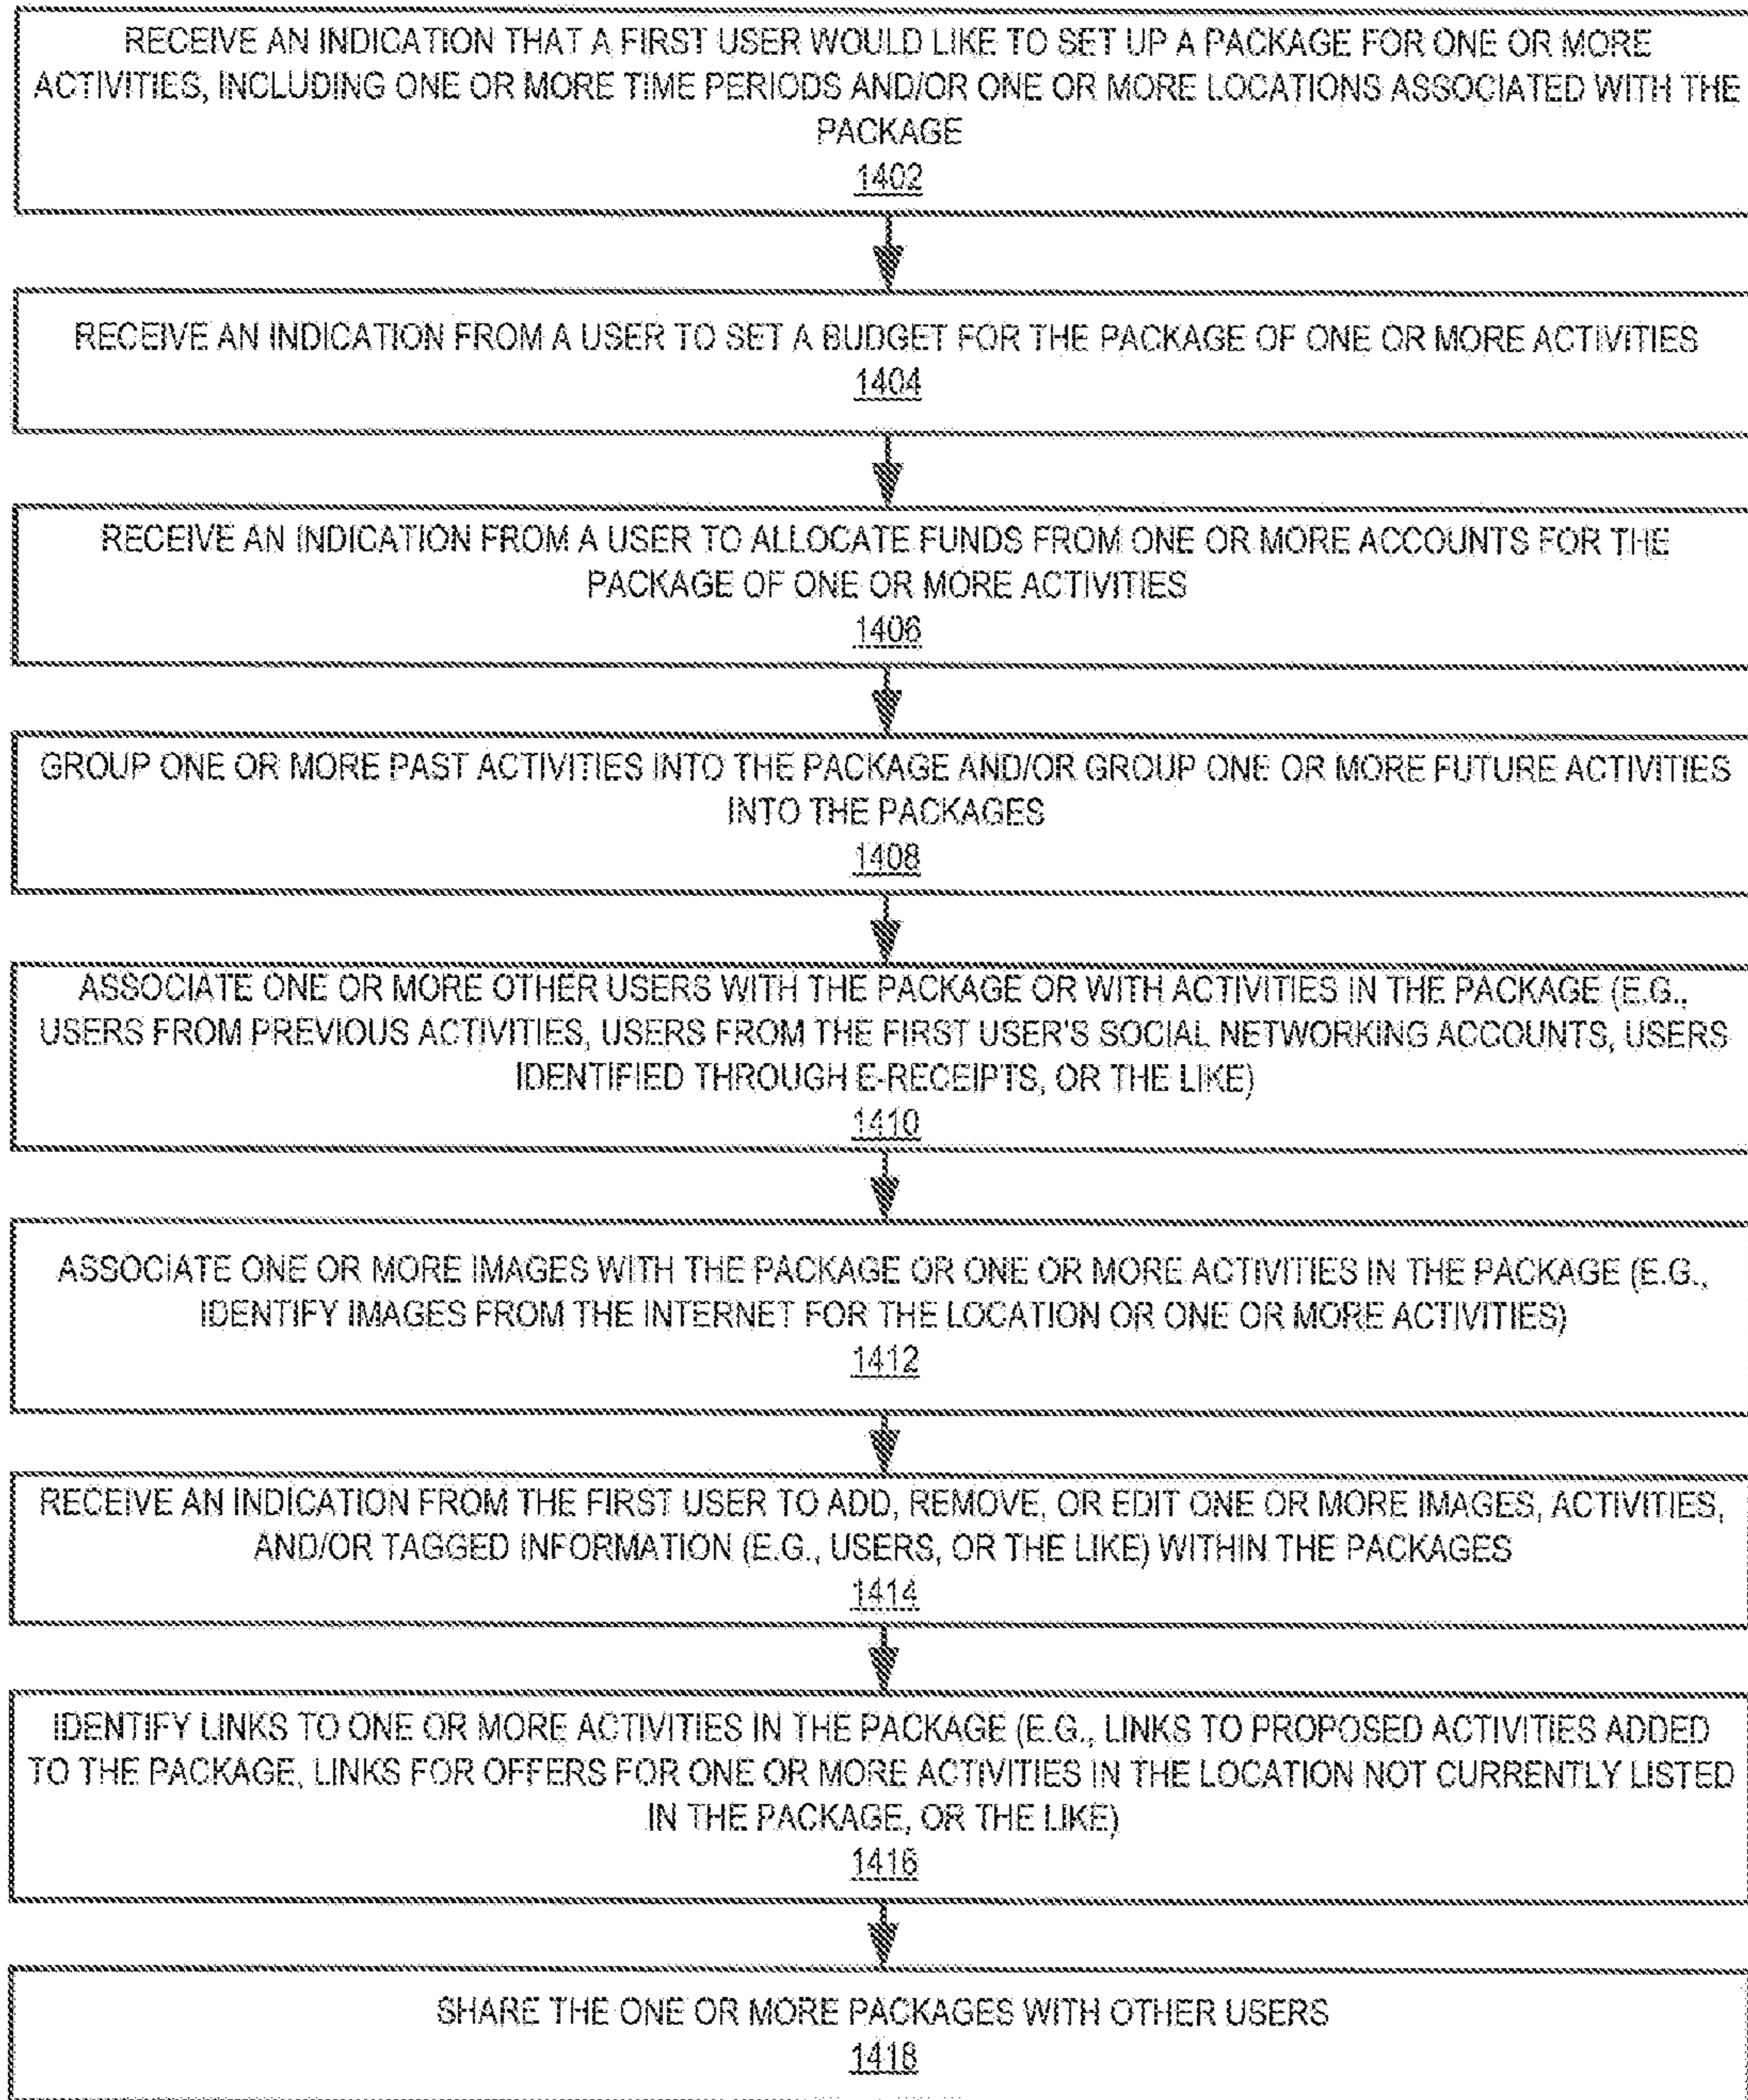 RECEIVE AN INDICATION THAT A FIRST USER WOULD LIKE TO SET UP A PACKAGE FOR ONE OR MORE
ACTIVITIES, INCLUDING ONE OR MORE TIME PERIODS AND/OR ONE OR MORE LOCATIONS ASSOCIATED WITH THE
PACKAGE
1402
RECEIVE AN INDICATION FROM A USER TO SET A BUDGET FOR THE PACKAGE OF ONE OR MORE ACTIVITIES
1404
RECEIVE AN INDICATION FROM A USER TO ALLOCATE FUNDS FROM ONE OR MORE ACCOUNTS FOR THE
PACKAGE OF ONE OR MORE ACTIVITIES
1406
GROUP ONE OR MORE PAST ACTIVITIES INTO THE PACKAGE AND/OR GROUP ONE OR MORE FUTURE ACTIVITIES
INTO THE PACKAGES
1408
ASSOCIATE ONE OR MORE OTHER USERS WITH THE PACKAGE OR WITH ACTIVITIES IN THE PACKAGE (E.G.,
USERS FROM PREVIOUS ACTIVITIES, USERS FROM THE FIRST USER'S SOCIAL NETWORKING ACCOUNTS, USERS
IDENTIFIED THROUGH E-RECEIPTS, OR THE LIKE)
1410
ASSOCIATE ONE OR MORE IMAGES WITH THE PACKAGE OR ONE OR MORE ACTIVITIES IN THE PACKAGE (E.G.,
IDENTIFY IMAGES FROM THE INTERNET FOR THE LOCATION OR ONE OR MORE ACTIVITIES)
1412
RECEIVE AN INDICATION FROM THE FIRST USER TO ADD, REMOVE, OR EDIT ONE OR MORE IMAGES, ACTIVITIES,
AND/OR TAGGED INFORMATION (E.G., USERS, OR THE LIKE) WITHIN THE PACKAGES
1414
IDENTIFY LINKS TO ONE OR MORE ACTIVITIES IN THE PACKAGE (E.G., LINKS TO PROPOSED ACTIVITIES ADDED
TO THE PACKAGE, LINKS FOR OFFERS FOR ONE OR MORE ACTIVITIES IN THE LOCATION NOT CURRENTLY LISTED
IN THE PACKAGE, OR THE LIKE)
1416
SHARE THE ONE OR MORE PACKAGES WITH OTHER USERS
1418